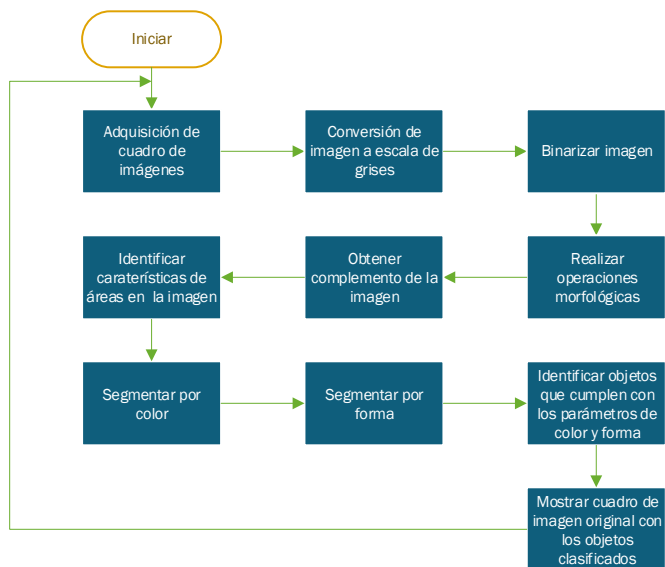 Iniciar
Adquisición de
cuadro de
imágenes
Conversión de
imagen a escala de
grises
Binarizar imagen
Realizar
operaciones
morfológicas
Obtener
complemento de la
imagen
Identificar
caraterísticas de
áreas en la imagen
Segmentar por
color
Segmentar por
forma
Identificar objetos
que cumplen con
los parámetros de
color y forma
Mostrar cuadro de
imagen original con
los objetos
clasificados